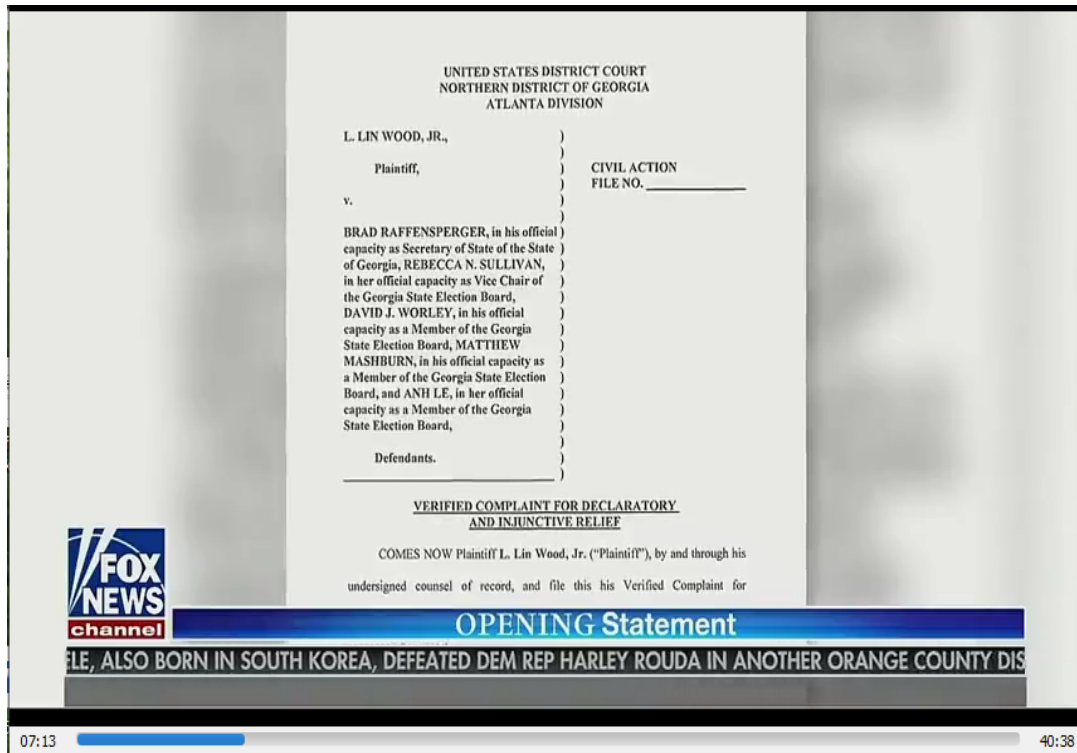 UNITED STATES DISTRICT COURT
NORTHERN DISTRICT OF GEORGIA
ATLANTA DIVISION
L. LIN WOOD, JR., )
)
Plaintiff, ) CIVIL ACTION
) FILE NO.
v. )
)
BRAD RAFFENSPERGER, in his official )
capacity as Secretary of State of the State )
of Georgia, REBECCA N. SULLIVAN, )
in her official capacity as Vice Chair of )
the Georgia State Election Board, )
DAVID J. WORLEY, in his official )
capacity as a Member of the Georgia )
State Election Board, MATTHEW )
MASHBURN, in his official capacity as )
a Member of the Georgia State Election )
Board, and ANH LE, in her official )
capacity as a Member of the Georgia )
State Election Board, )
)
Defendants. )
)
VERIFIED COMPLAINT FOR DECLARATORY
AND INJUNCTIVE RELIEF
COMES NOW Plaintiff L. Lin Wood, Jr. ("Plaintiff"), by and through his
undersigned counsel of record, and file this his Verified Complaint for
FOX
NEWS
channel
OPENING Statement
ELE, ALSO BORN IN SOUTH KOREA, DEFEATED DEM REP HARLEY ROUDA IN ANOTHER ORANGE COUNTY DIS
07:13 40:38